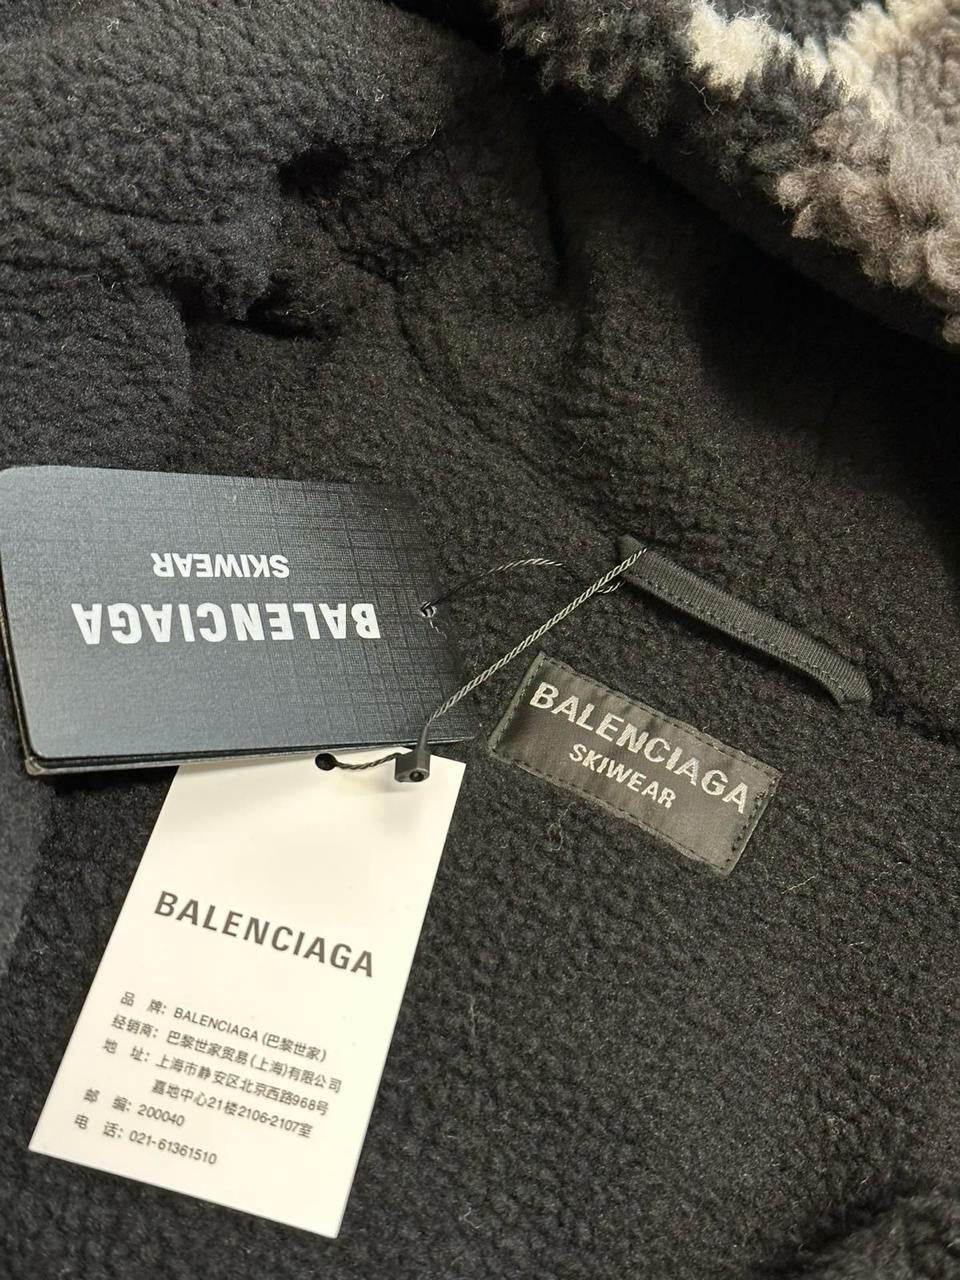 BALENCIAGA
SKIWEAR
BALENCIAGA
SKIWEAR
BALENCIAGA
品 牌: BALENCIAGA (巴黎世家)
经销商: 巴黎世家贸易(上海)有限公司
地 址: 上海市静安区北京西路968号
嘉地中心21楼2106-2107室
邮 编: 200040
电 话: 021-61361510